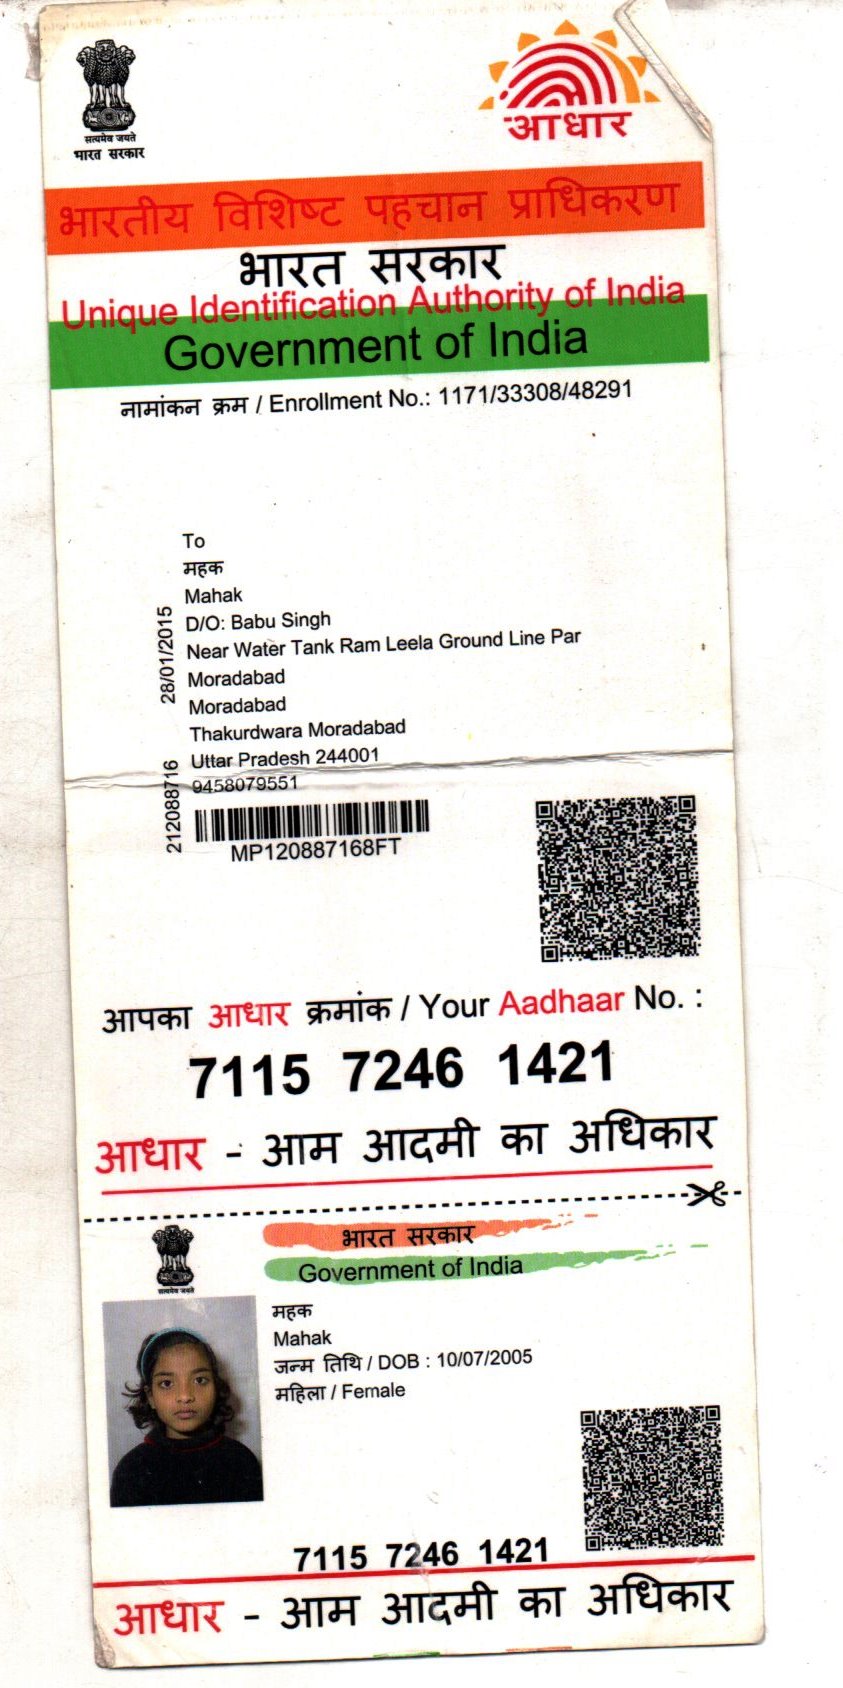 सत्यमेव जयते
भारत सरकार
आधार
भारतीय विशिष्ट पहचान प्राधिकरण
भारत सरकार
Unique Identification Authority of India
Government of India
नामांकन क्रम / Enrollment No.: 1171/33308/48291
To
महक
Mahak
D/O: Babu Singh
Near Water Tank Ram Leela Ground Line Par
Moradabad
Moradabad
Thakurdwara Moradabad
Uttar Pradesh 244001
9458079551
28/01/2015
212088716
MP120887168FT
आपका आधार क्रमांक / Your Aadhaar No. :
7115 7246 1421
आधार - आम आदमी का अधिकार
सत्यमेव जयते
भारत सरकार
Government of India
महक
Mahak
जन्म तिथि / DOB : 10/07/2005
महिला / Female
7115 7246 1421
आधार - आम आदमी का अधिकार